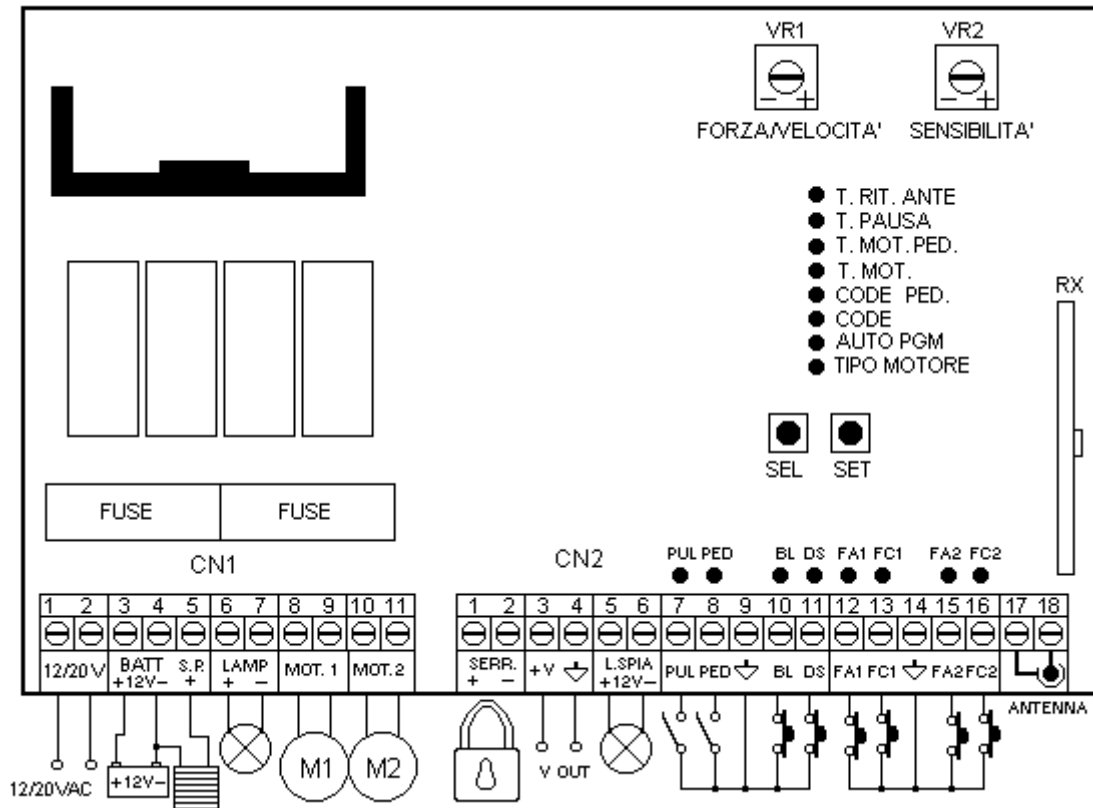 VR1 VR2
− + − +
FORZA/VELOCITA' SENSIBILITA'
T. RIT. ANTE
T. PAUSA
T. MOT. PED.
T. MOT.
CODE PED.
CODE
AUTO PGM
TIPO MOTORE
RX
SEL SET
FUSE FUSE
CN1 CN2
PUL PED BL DS FA1 FC1 FA2 FC2
1 2 3 4 5 6 7 8 9 10 11
1 2 3 4 5 6 7 8 9 10 11 12 13 14 15 16 17 18
12/20 V BATT S.P. LAMP MOT. 1 MOT.2
+12V− + + −
SERR. +V L.SPIA PUL PED BL DS FA1 FC1 FA2 FC2
+ − +12V−
ANTENNA
12/20VAC +12V− M1 M2 V OUT